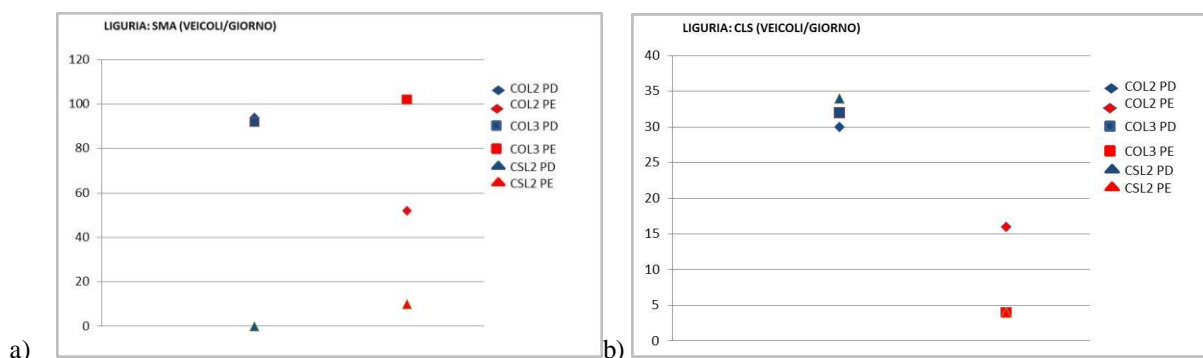 LIGURIA: SMA (VEICOLI/GIORNO)
120
100
80
60
40
20
0
COL2 PD
COL2 PE
COL3 PD
COL3 PE
CSL2 PD
CSL2 PE
a)
LIGURIA: CLS (VEICOLI/GIORNO)
40
35
30
25
20
15
10
5
0
COL2 PD
COL2 PE
COL3 PD
COL3 PE
CSL2 PD
CSL2 PE
b)